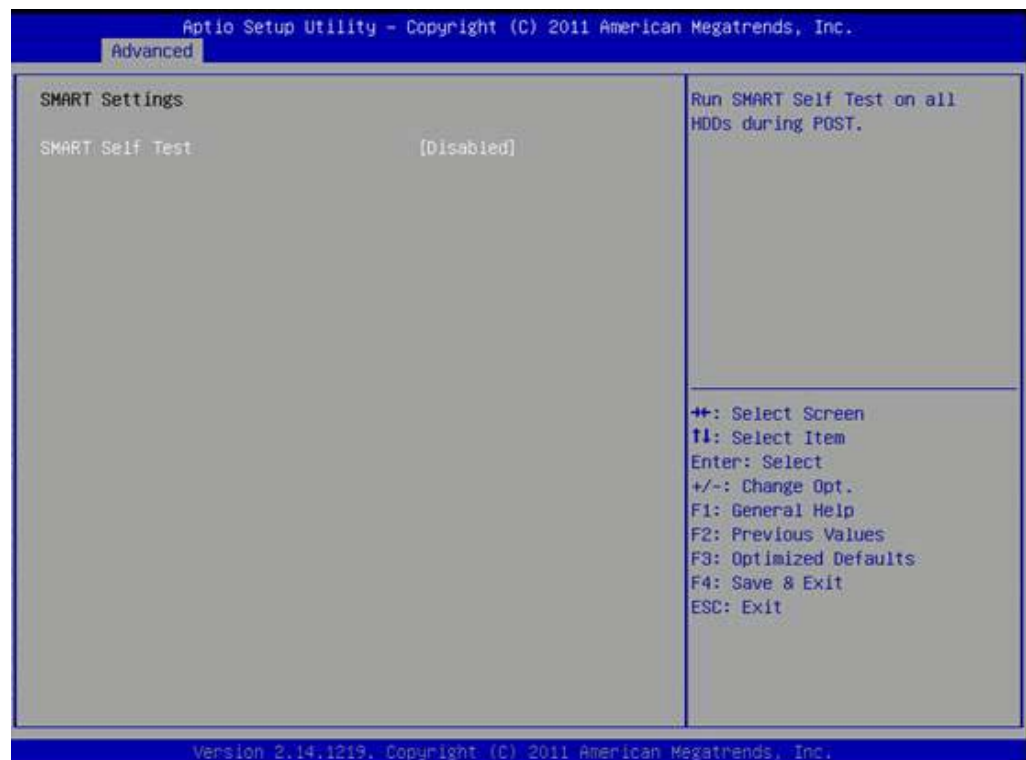 Aptio Setup Utility – Copyright (C) 2011 American Megatrends, Inc.
Advanced
SMART Settings
SMART Self Test [Disabled]
Run SMART Self Test on all
HDDs during POST.
→←: Select Screen
↑↓: Select Item
Enter: Select
+/-: Change Opt.
F1: General Help
F2: Previous Values
F3: Optimized Defaults
F4: Save & Exit
ESC: Exit
Version 2.14.1219. Copyright (C) 2011 American Megatrends, Inc.